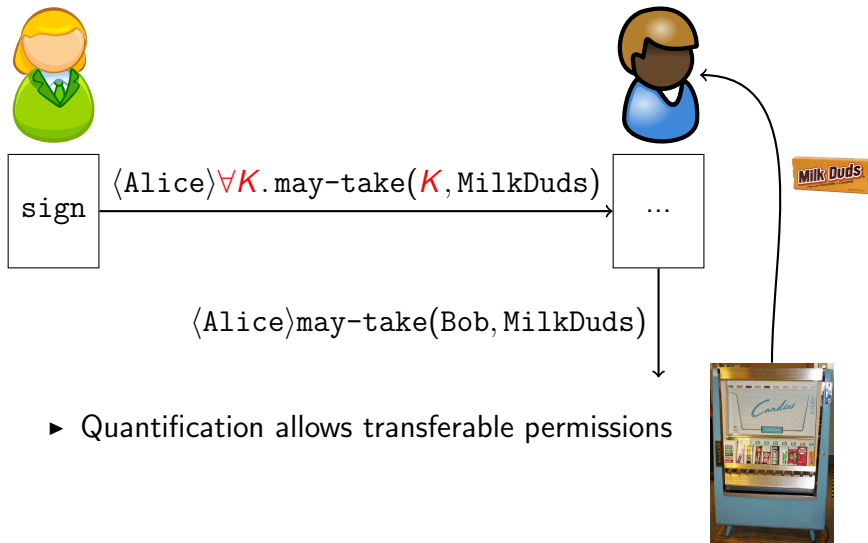 ⟨Alice⟩∀K.may-take(K,MilkDuds)
sign
...
Milk Duds
⟨Alice⟩may-take(Bob,MilkDuds)
Candies
► Quantification allows transferable permissions